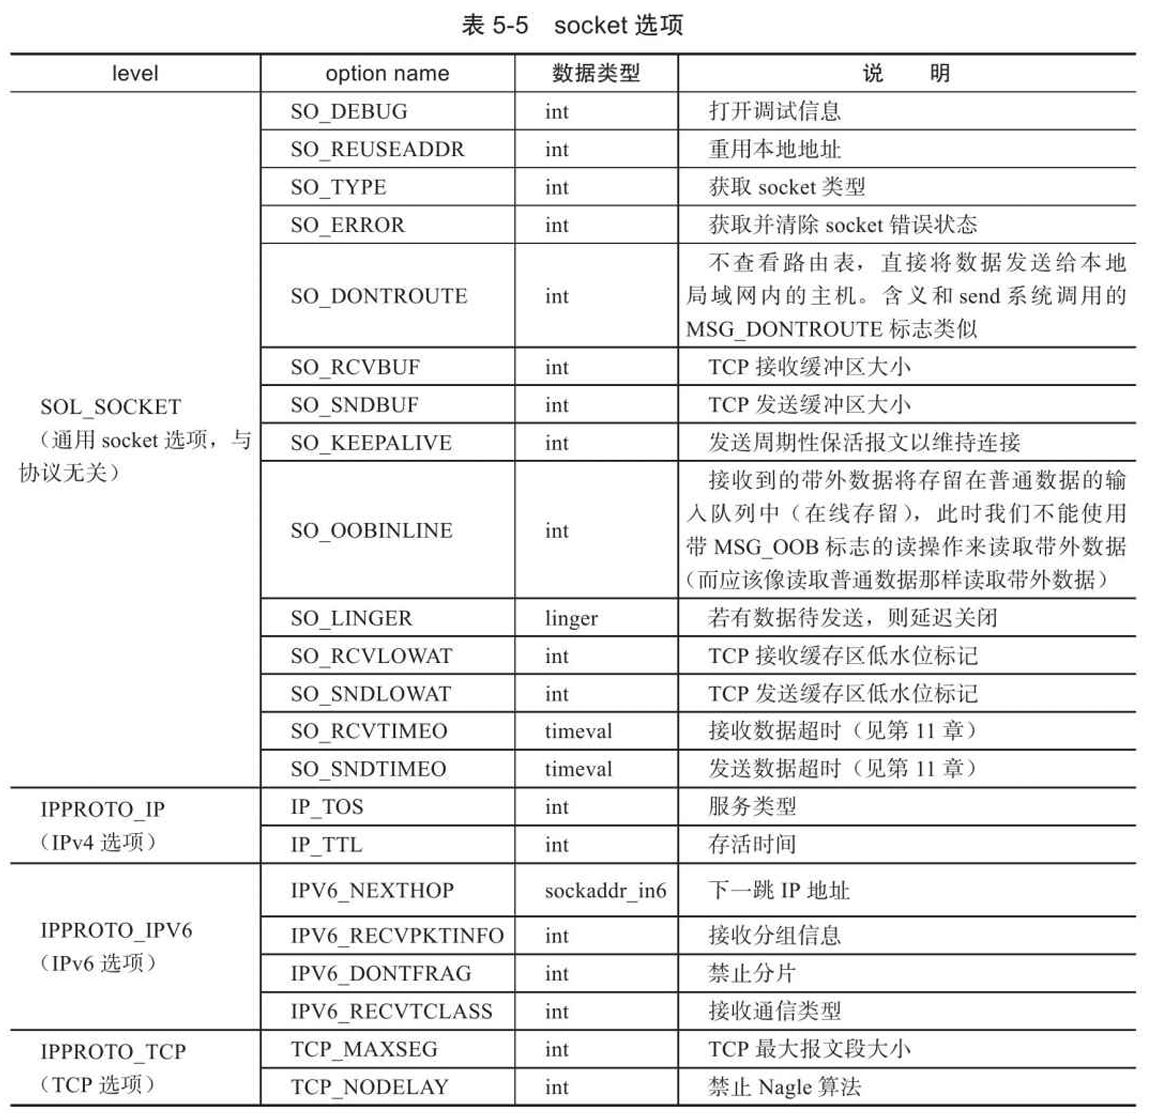 表 5-5 socket 选项
level option name 数据类型 说 明
SO_DEBUG int 打开调试信息
SO_REUSEADDR int 重用本地地址
SO_TYPE int 获取 socket 类型
SO_ERROR int 获取并清除 socket 错误状态
不查看路由表，直接将数据发送给本地
SO_DONTROUTE int 局域网内的主机。含义和 send 系统调用的
MSG_DONTROUTE 标志类似
SO_RCVBUF int TCP 接收缓冲区大小
SOL_SOCKET
SO_SNDBUF int TCP 发送缓冲区大小
（通用 socket 选项，与
SO_KEEPALIVE int 发送周期性保活报文以维持连接
协议无关）
接收到的带外数据将存留在普通数据的输
入队列中（在线存留），此时我们不能使用
SO_OOBINLINE int
带 MSG_OOB 标志的读操作来读取带外数据
（而应该像读取普通数据那样读取带外数据）
SO_LINGER linger 若有数据待发送，则延迟关闭
SO_RCVLOWAT int TCP 接收缓存区低水位标记
SO_SNDLOWAT int TCP 发送缓存区低水位标记
SO_RCVTIMEO timeval 接收数据超时（见第 11 章）
SO_SNDTIMEO timeval 发送数据超时（见第 11 章）
IPPROTO_IP
IP_TOS int 服务类型
（IPv4 选项）
IP_TTL int 存活时间
IPV6_NEXTHOP sockaddr_in6 下一跳 IP 地址
IPPROTO_IPV6
IPV6_RECVPKTINFO int 接收分组信息
（IPv6 选项）
IPV6_DONTFRAG int 禁止分片
IPV6_RECVTCLASS int 接收通信类型
IPPROTO_TCP
TCP_MAXSEG int TCP 最大报文段大小
（TCP 选项）
TCP_NODELAY int 禁止 Nagle 算法